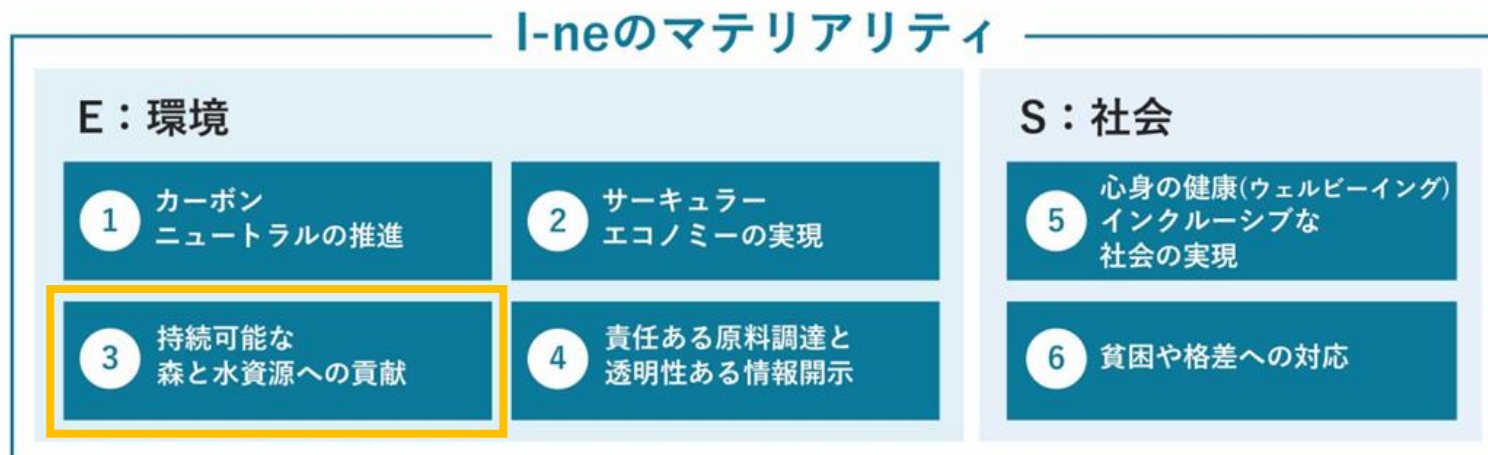 I-neのマテリアリティ
E：環境
1
カーボン
ニュートラルの推進
2
サーキュラー
エコノミーの実現
3
持続可能な
森と水資源への貢献
4
責任ある原料調達と
透明性ある情報開示
S：社会
5
心身の健康(ウェルビーイング)
インクルーシブな
社会の実現
6
貧困や格差への対応